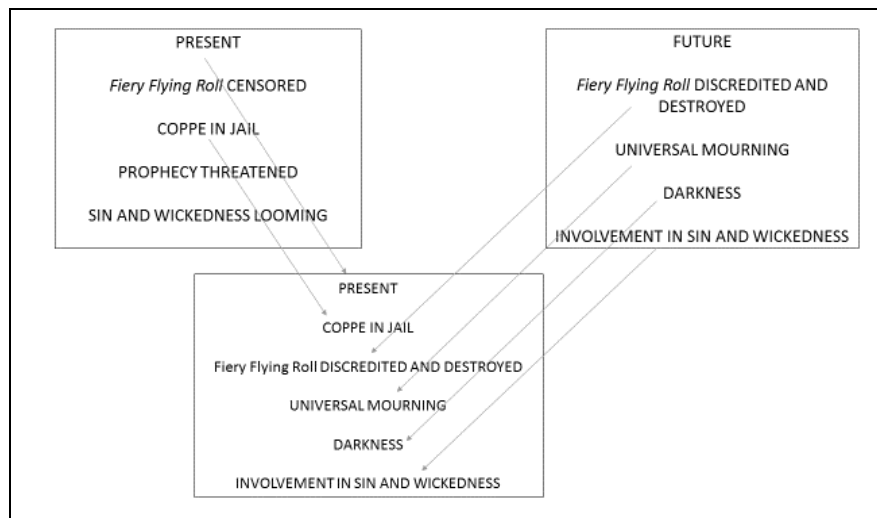 PRESENT
Fiery Flying Roll CENSORED
COPPE IN JAIL
PROPHECY THREATENED
SIN AND WICKEDNESS LOOMING
FUTURE
Fiery Flying Roll DISCREDITED AND
DESTROYED
UNIVERSAL MOURNING
DARKNESS
INVOLVEMENT IN SIN AND WICKEDNESS
PRESENT
COPPE IN JAIL
Fiery Flying Roll DISCREDITED AND DESTROYED
UNIVERSAL MOURNING
DARKNESS
INVOLVEMENT IN SIN AND WICKEDNESS